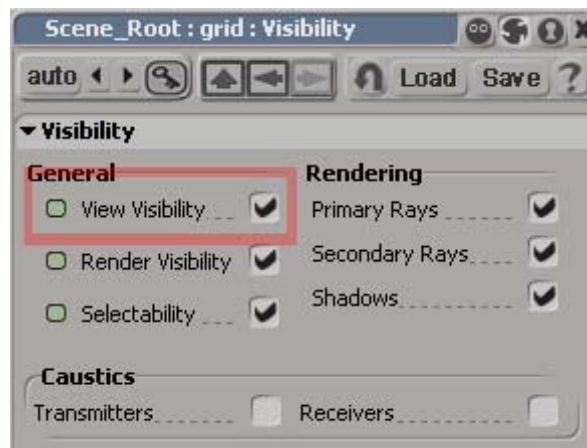 Scene_Root : grid : Visibility
auto Load Save ?
Visibility
General
View Visibility
Render Visibility
Selectability
Rendering
Primary Rays
Secondary Rays
Shadows
Caustics
Transmitters Receivers